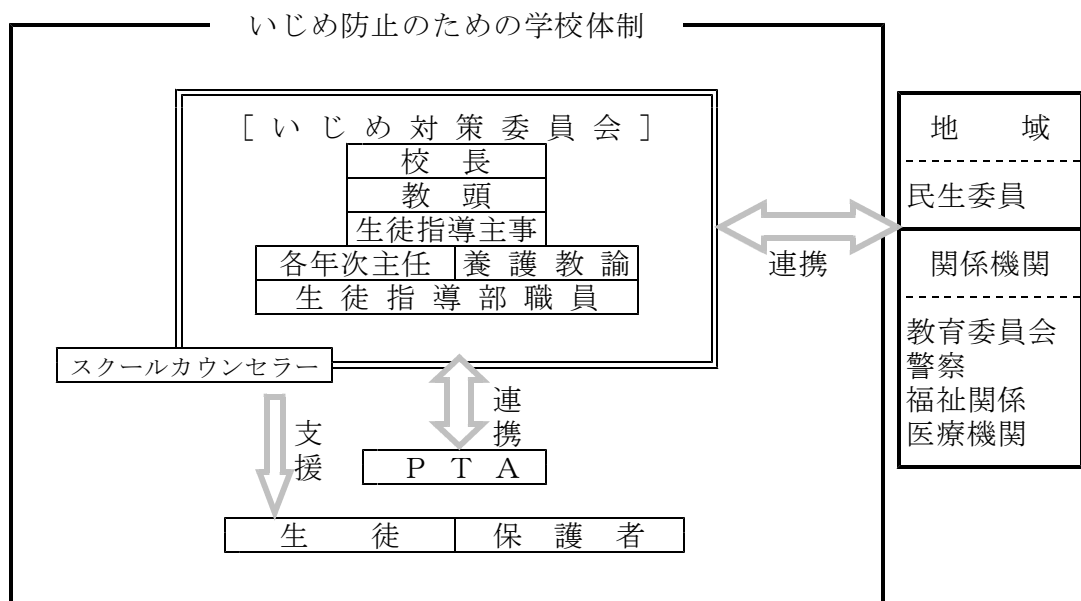 いじめ防止のための学校体制
［いじめ対策委員会］
校長
教頭
生徒指導主事
各年次主任 養護教諭
生徒指導部職員
スクールカウンセラー
支援
連携
ＰＴＡ
生徒 保護者
連携
地域
民生委員
関係機関
教育委員会
警察
福祉関係
医療機関